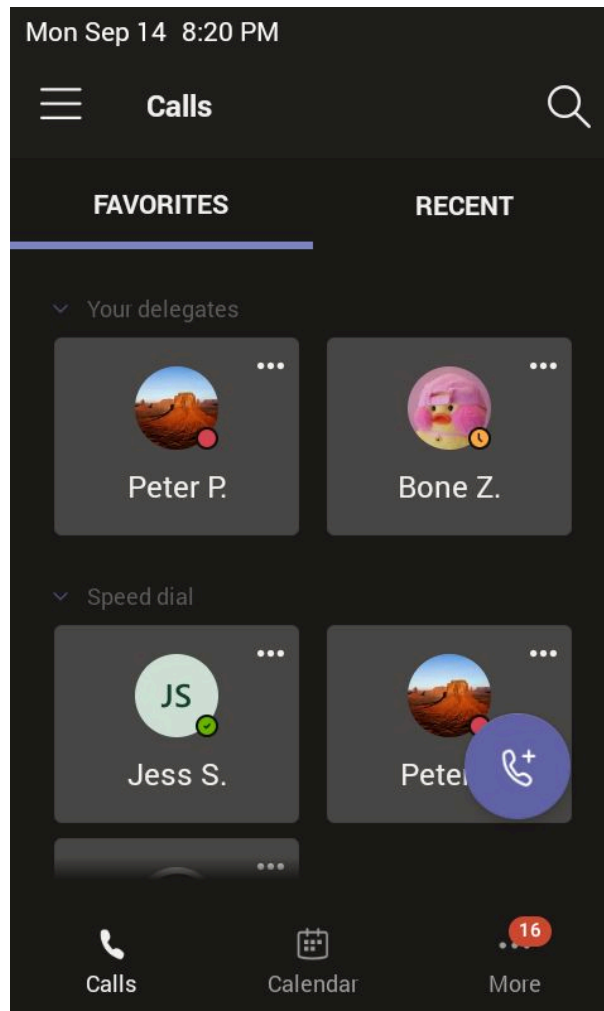 Mon Sep 14 8:20 PM
Calls
FAVORITES RECENT
Your delegates
Peter P. Bone Z.
Speed dial
JS
Jess S. Peter
16
Calls Calendar More